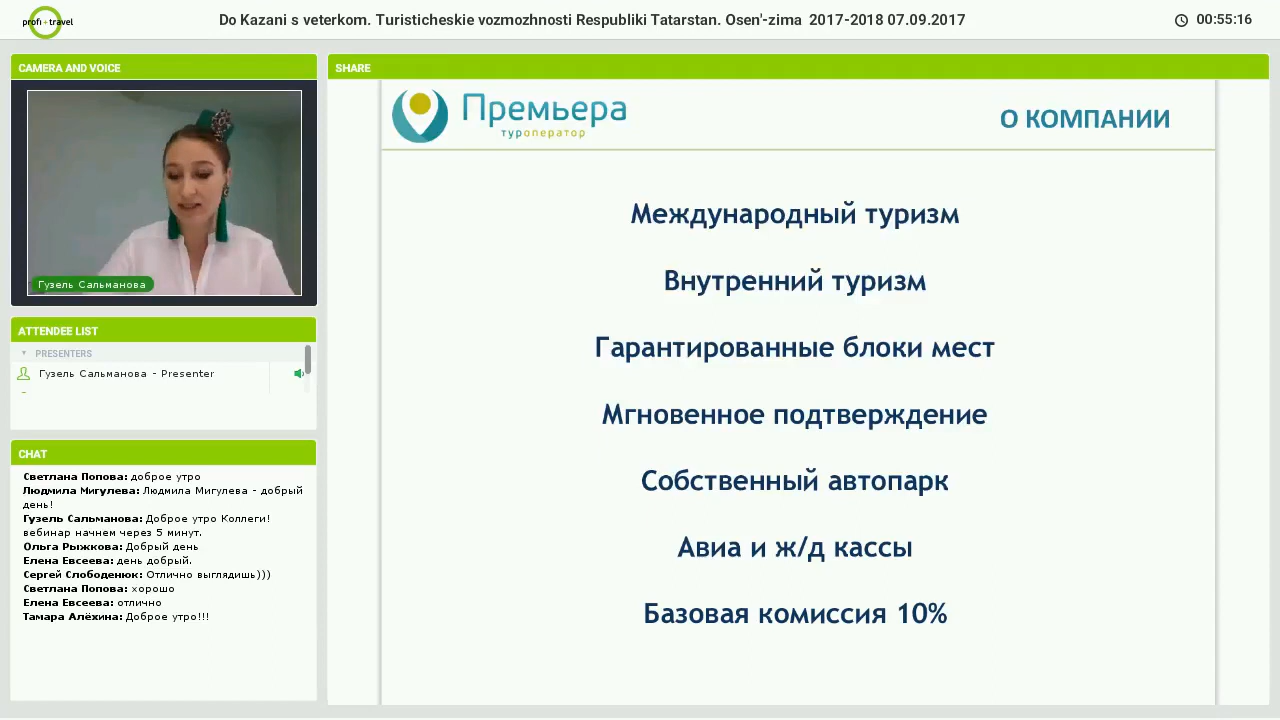 profi+travel
Do Kazani s veterkom. Turisticheskie vozmozhnosti Respubliki Tatarstan. Osen'-zima 2017-2018 07.09.2017
00:55:16
CAMERA AND VOICE
Гузель Сальманова
ATTENDEE LIST
PRESENTERS
Гузель Сальманова - Presenter
CHAT
Светлана Попова: доброе утро
Людмила Мигулева: Людмила Мигулева - добрый
день!
Гузель Сальманова: Доброе утро Коллеги!
вебинар начнем через 5 минут.
Ольга Рыжкова: Добрый день
Елена Евсеева: день добрый.
Сергей Слободенюк: Отлично выглядишь)))
Светлана Попова: хорошо
Елена Евсеева: отлично
Тамара Алёхина: Доброе утро!!!
SHARE
Премьера
туроператор
О КОМПАНИИ
Международный туризм
Внутренний туризм
Гарантированные блоки мест
Мгновенное подтверждение
Собственный автопарк
Авиа и ж/д кассы
Базовая комиссия 10%